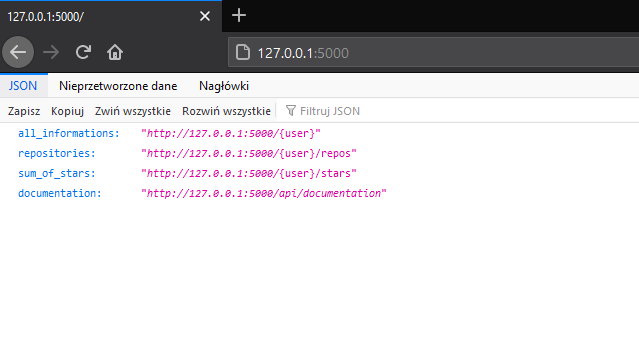 127.0.0.1:5000/
127.0.0.1:5000
JSON Nieprzetworzone dane Nagłówki
Zapisz Kopiuj Zwiń wszystkie Rozwiń wszystkie Filtruj JSON
all_informations: "http://127.0.0.1:5000/{user}"
repositories: "http://127.0.0.1:5000/{user}/repos"
sum_of_stars: "http://127.0.0.1:5000/{user}/stars"
documentation: "http://127.0.0.1:5000/api/documentation"